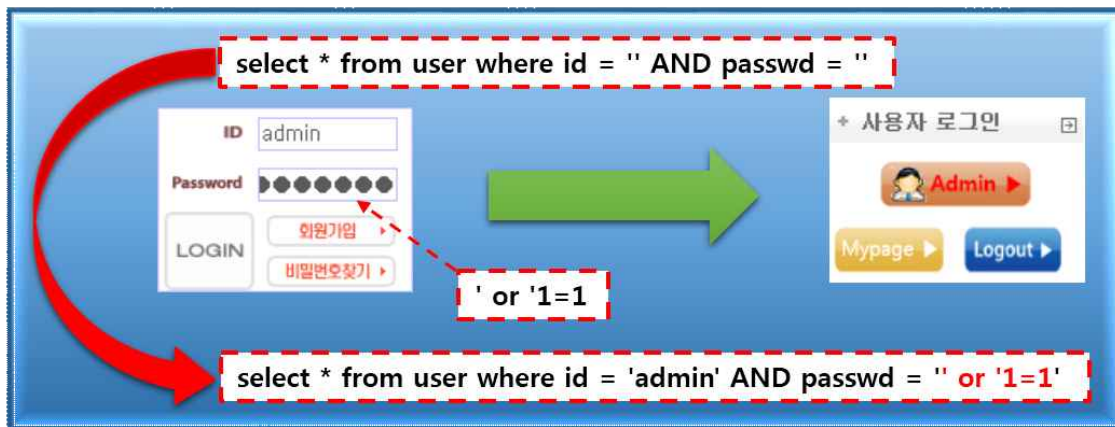 select * from user where id = '' AND passwd = ''
ID admin
Password
LOGIN
회원가입
비밀번호찾기
' or '1=1
사용자 로그인
Admin
Mypage
Logout
select * from user where id = 'admin' AND passwd = '' or '1=1'